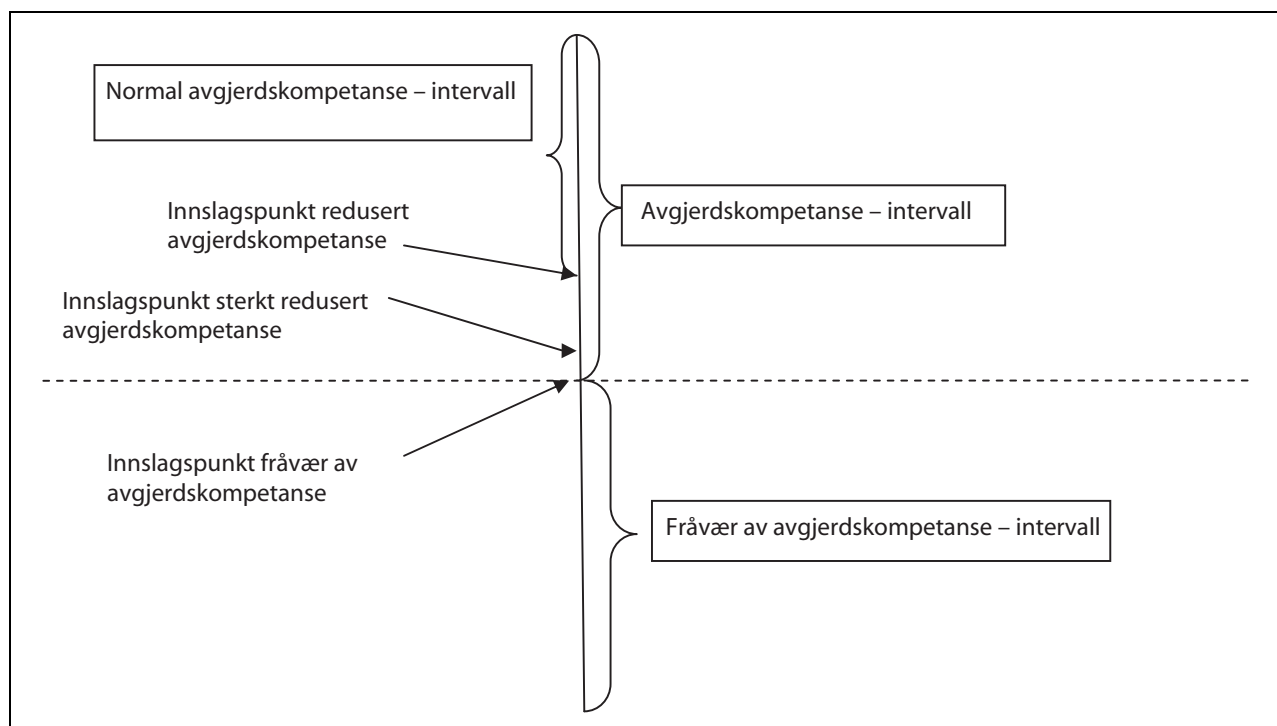 Normal avgjerdskompetanse – intervall
Innslagspunkt redusert
avgjerdskompetanse
Avgjerdskompetanse – intervall
Innslagspunkt sterkt redusert
avgjerdskompetanse
Innslagspunkt fråvær av
avgjerdskompetanse
Fråvær av avgjerdskompetanse – intervall